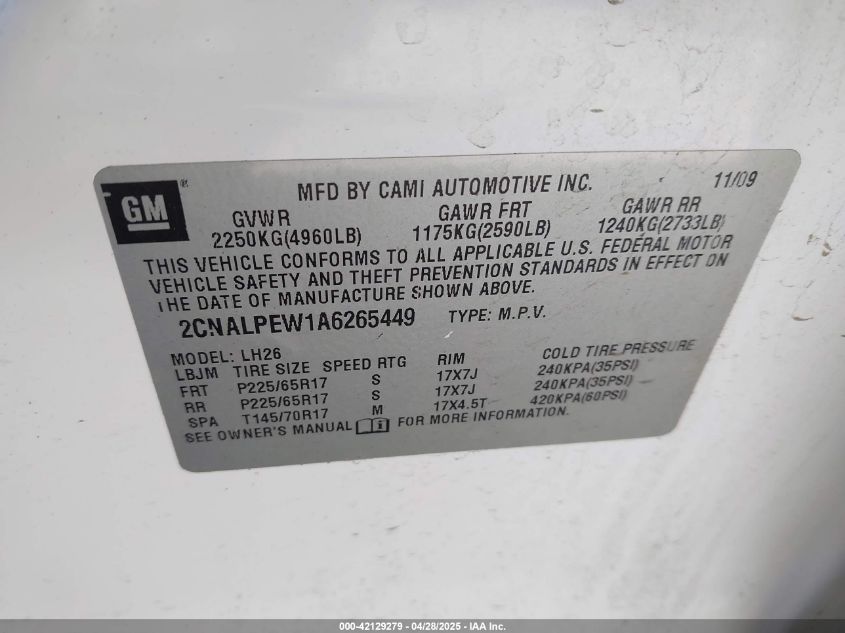 GM ®
MFD BY CAMI AUTOMOTIVE INC. 11/09
GVWR GAWR FRT GAWR RR
2250KG(4960LB) 1175KG(2590LB) 1240KG(2733LB)
THIS VEHICLE CONFORMS TO ALL APPLICABLE U.S. FEDERAL MOTOR
VEHICLE SAFETY AND THEFT PREVENTION STANDARDS IN EFFECT ON
THE DATE OF MANUFACTURE SHOWN ABOVE.
2CNALPEW1A6265449 TYPE: M.P.V.
MODEL: LH26
LBJM TIRE SIZE SPEED RTG RIM COLD TIRE PRESSURE
FRT P225/65R17 S 17X7J 240KPA(35PSI)
RR P225/65R17 S 17X7J 240KPA(35PSI)
SPA T145/70R17 M 17X4.5T 420KPA(60PSI)
SEE OWNER'S MANUAL FOR MORE INFORMATION.
000-42129279 - 04/28/2025 - IAA Inc.